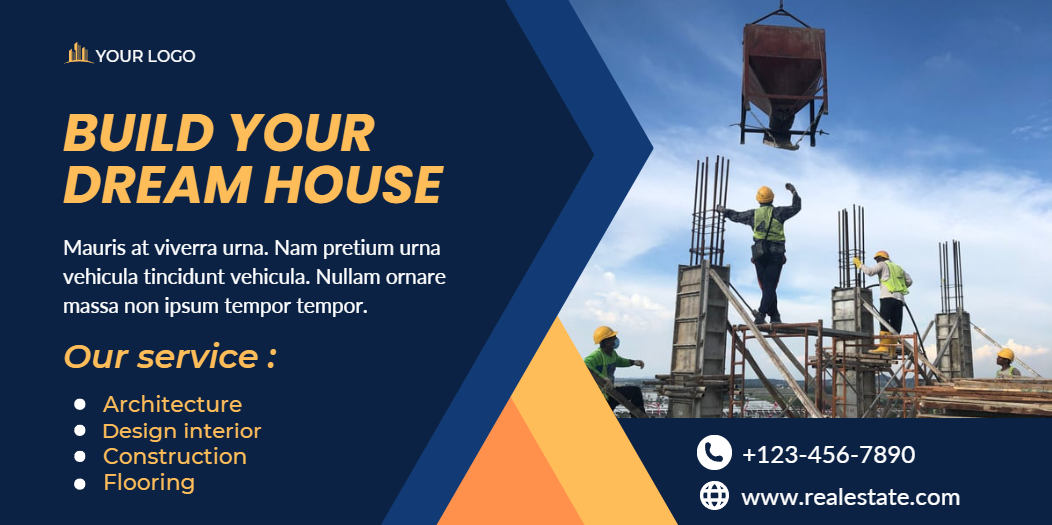 YOUR LOGO
BUILD YOUR
DREAM HOUSE
Mauris at viverra urna. Nam pretium urna
vehicula tincidunt vehicula. Nullam ornare
massa non ipsum tempor tempor.
Our service :
Architecture
Design interior
Construction
Flooring
+123-456-7890
www.realestate.com